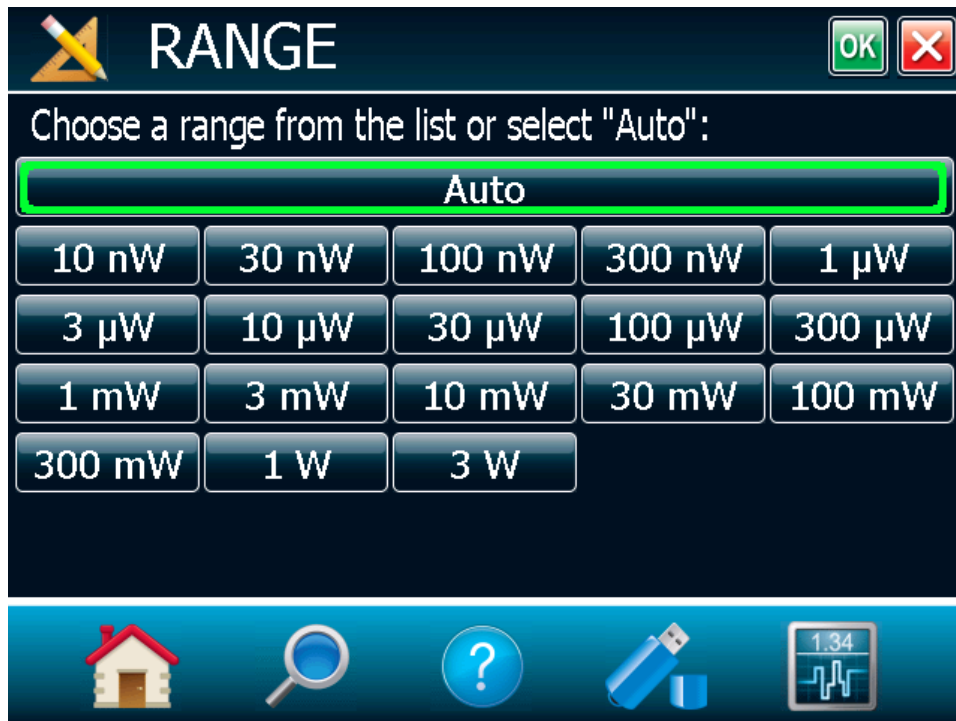 RANGE OK
Choose a range from the list or select "Auto":
Auto
10 nW 30 nW 100 nW 300 nW 1 µW
3 µW 10 µW 30 µW 100 µW 300 µW
1 mW 3 mW 10 mW 30 mW 100 mW
300 mW 1 W 3 W
?
1.34